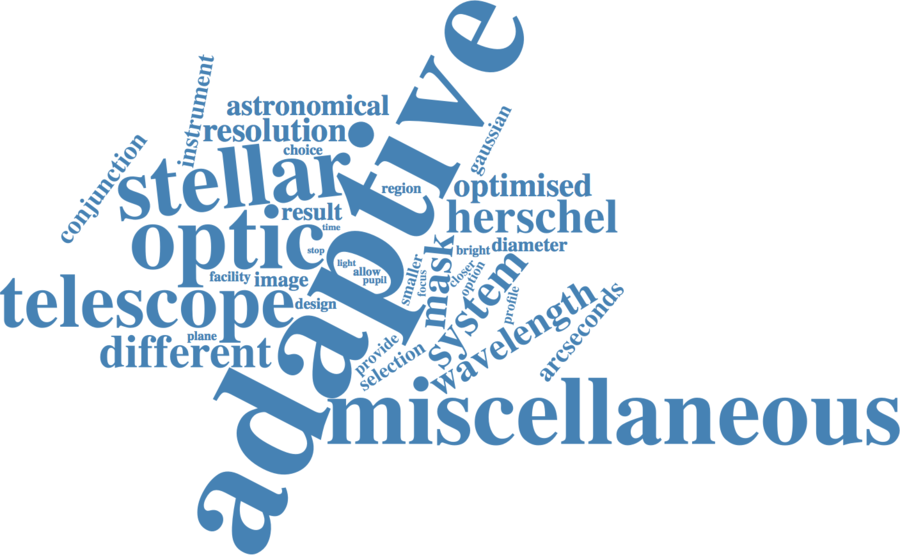 adaptive
instrument
astronomical
resolution
choice
conjunction
stellar
gaussian
region
optimised
result
herschel
time
optic
stop
mask
bright
diameter
light
allow
pupil
facility
image
smaller
focus
closer
option
system
telescope
design
profile
wavelength
arcseconds
plane
different
provide
selection
miscellaneous